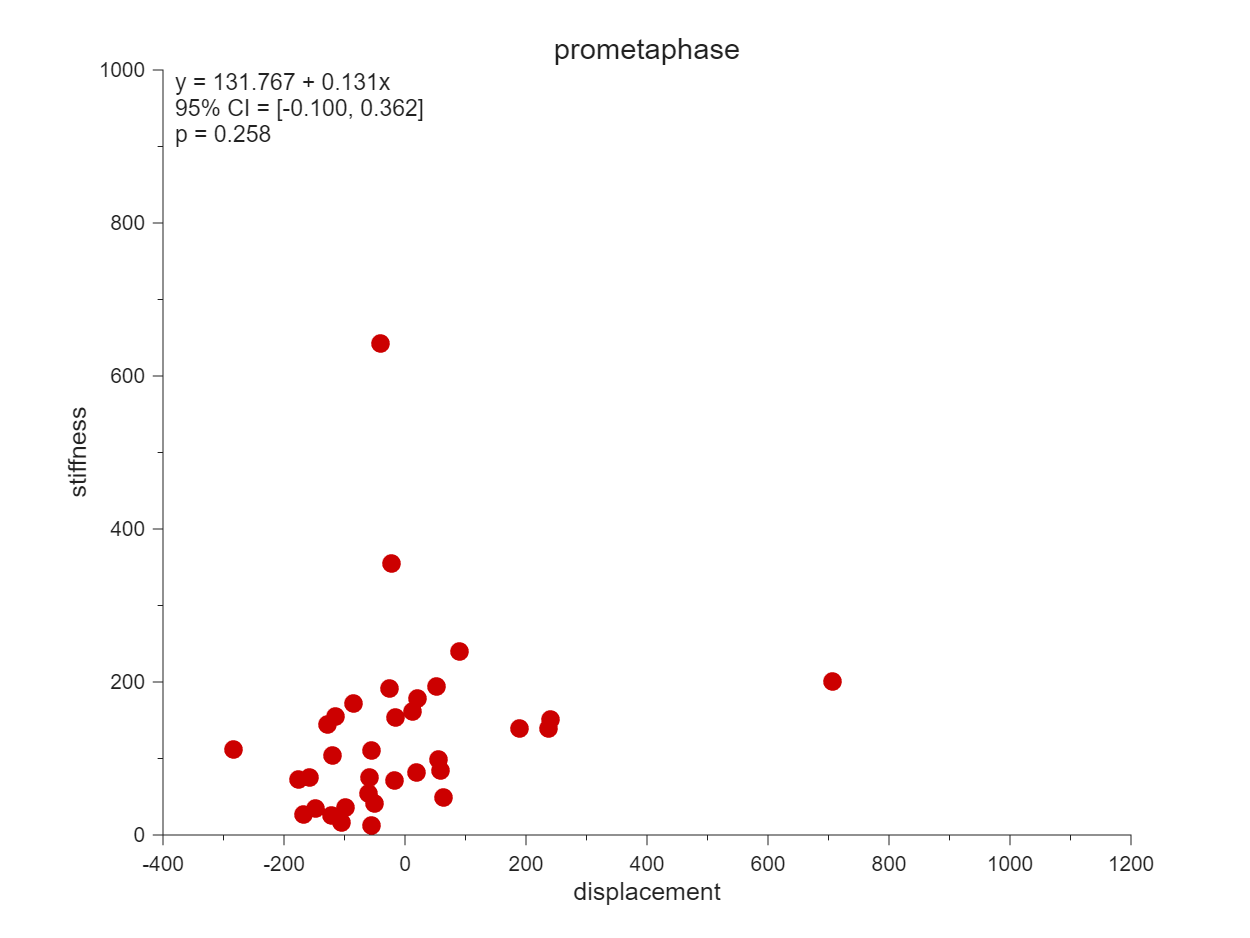 prometaphase
y = 131.767 + 0.131x
95% CI = [-0.100, 0.362]
p = 0.258
1000
800
600
400
200
0
stiffness
-400 -200 0 200 400 600 800 1000 1200
displacement